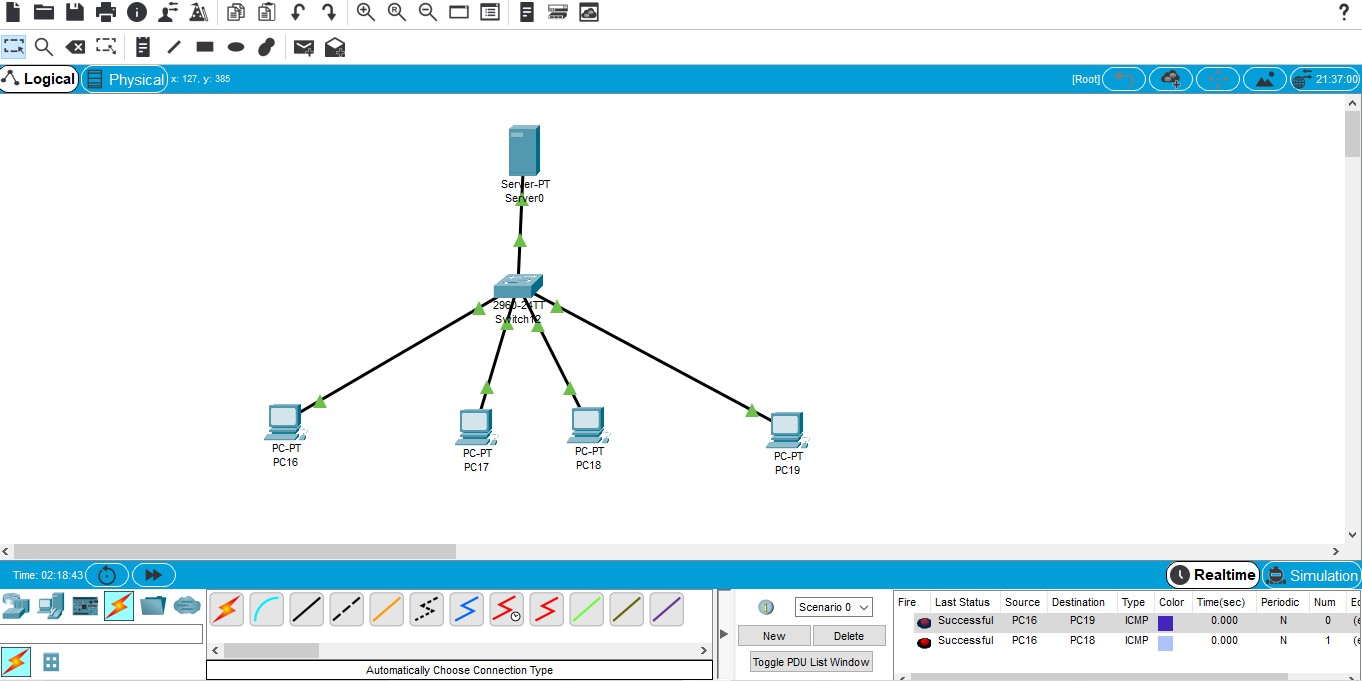 ?
Logical
Physical
x: 127, y: 385
[Root]
21:37:00
Server-PT
Server0
2960-24TT
Switch12
PC-PT
PC16
PC-PT
PC17
PC-PT
PC18
PC-PT
PC19
Time: 02:18:43
Realtime
Simulation
Scenario 0
New
Delete
Toggle PDU List Window
Automatically Choose Connection Type
Fire Last Status Source Destination Type Color Time(sec) Periodic Num
Successful PC16 PC19 ICMP 0.000 N 0
Successful PC16 PC18 ICMP 0.000 N 1